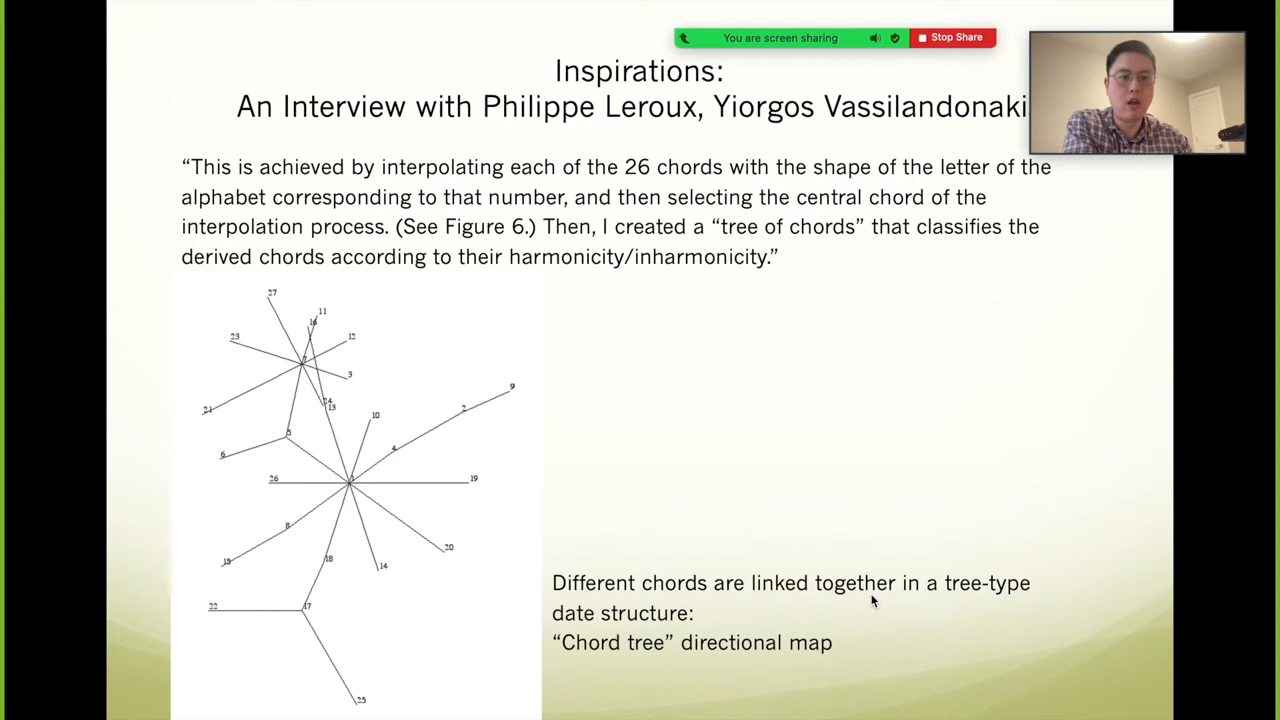 You are screen sharing
Stop Share
Inspirations:
An Interview with Philippe Leroux, Yiorgos Vassilandonaki
“This is achieved by interpolating each of the 26 chords with the shape of the letter of the
alphabet corresponding to that number, and then selecting the central chord of the
interpolation process. (See Figure 6.) Then, I created a “tree of chords” that classifies the
derived chords according to their harmonicity/inharmonicity.”
27
11
16
23
12
7
3
9
21
24
13
2
10
5
4
6
26
1
19
8
20
15
18
14
22
17
25
Different chords are linked together in a tree-type
date structure:
“Chord tree” directional map